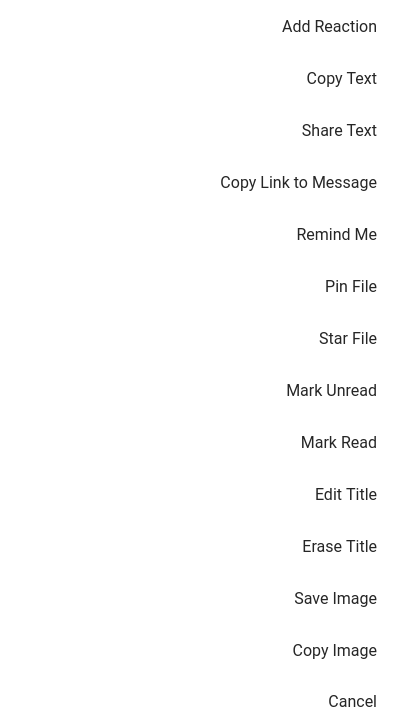 Add Reaction
Copy Text
Share Text
Copy Link to Message
Remind Me
Pin File
Star File
Mark Unread
Mark Read
Edit Title
Erase Title
Save Image
Copy Image
Cancel